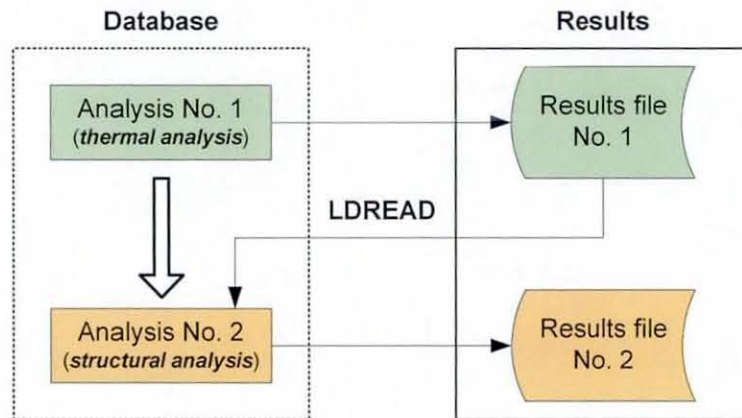 Database
Results
Analysis No. 1
(thermal analysis)
Results file
No. 1
LDREAD
Analysis No. 2
(structural analysis)
Results file
No. 2